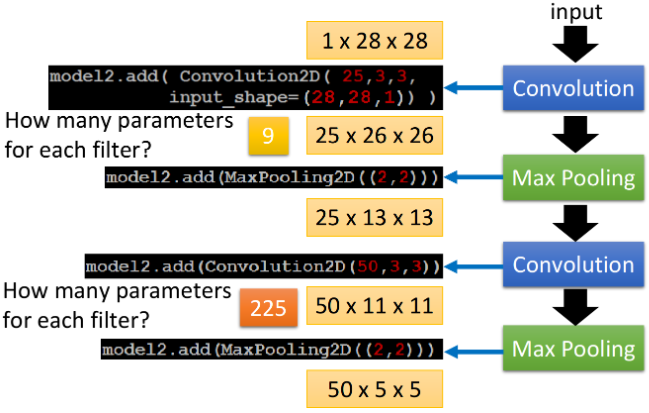 input
1 x 28 x 28
model2.add( Convolution2D( 25,3,3,
input_shape=(28,28,1)) )
Convolution
How many parameters
for each filter?
9
25 x 26 x 26
model2.add(MaxPooling2D((2,2)))
Max Pooling
25 x 13 x 13
model2.add(Convolution2D(50,3,3))
Convolution
How many parameters
for each filter?
225
50 x 11 x 11
model2.add(MaxPooling2D((2,2)))
Max Pooling
50 x 5 x 5